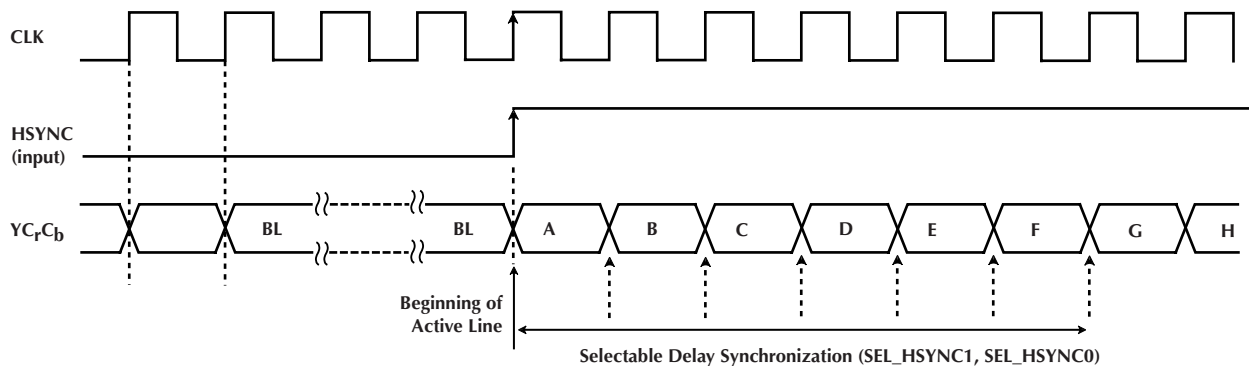 CLK
HSYNC
(input)
YCrCb
BL
BL
A
B
C
D
E
F
G
H
Beginning of
Active Line
Selectable Delay Synchronization (SEL_HSYNC1, SEL_HSYNC0)